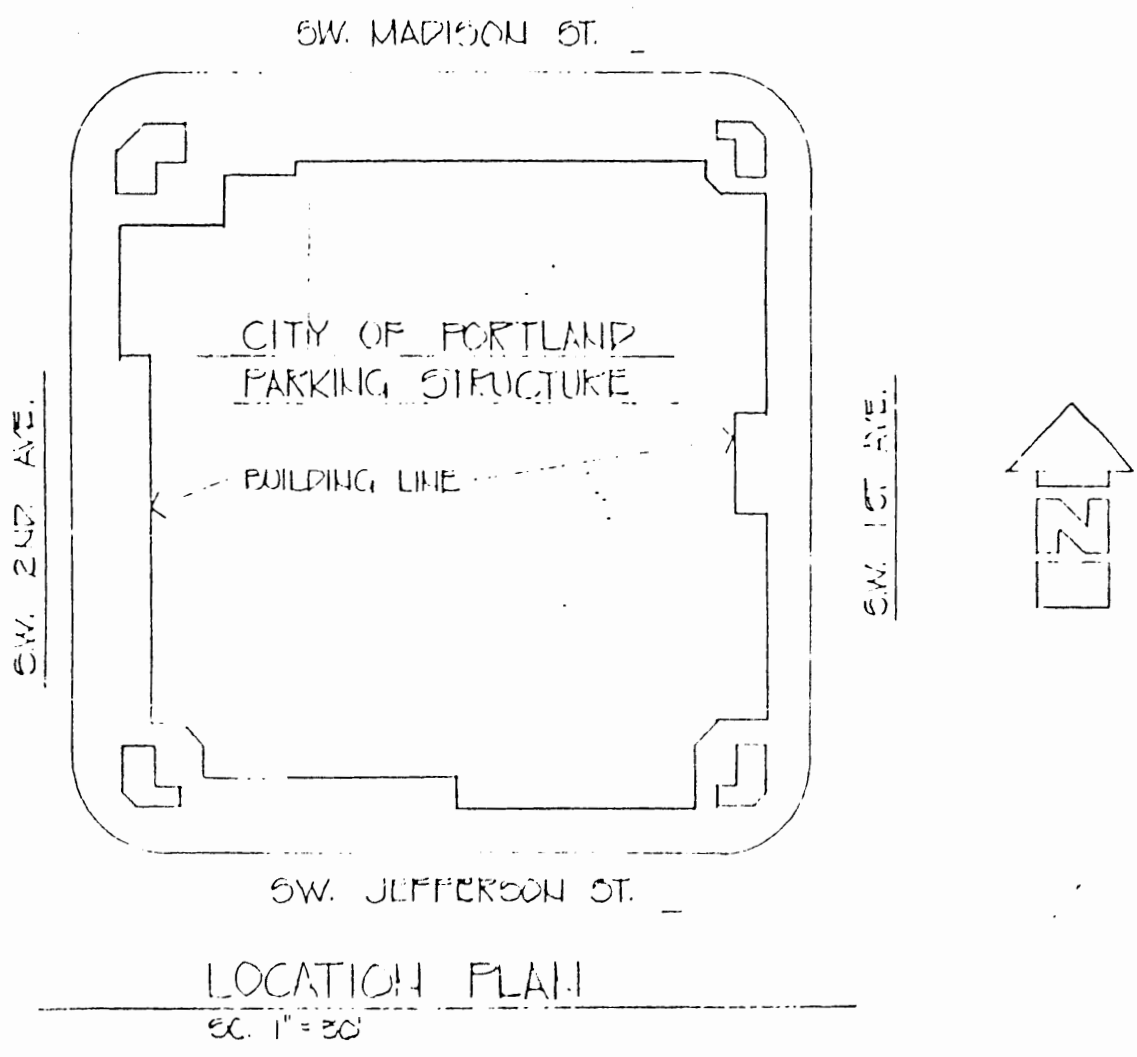 SW. MADISON ST.
CITY OF PORTLAND
PARKING STRUCTURE
BUILDING LINE
SW. 2ND. AVE.
S.W. 1ST AVE.
N
SW. JEFFERSON ST.
LOCATION PLAN
SC. 1" = 30'